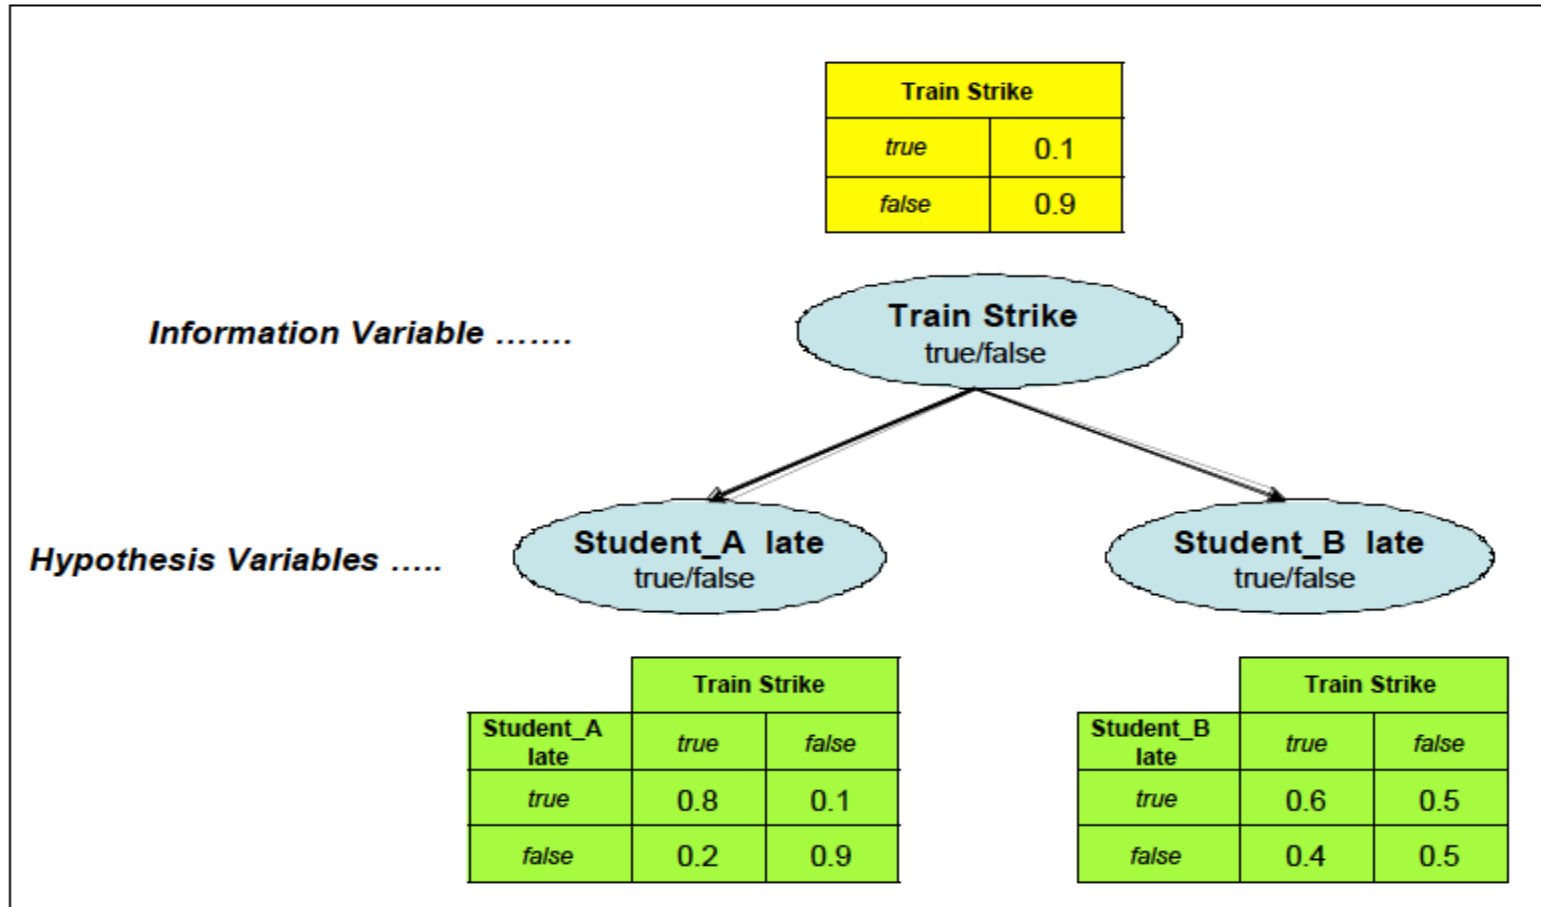 Train Strike
true 0.1
false 0.9
Information Variable …….
Train Strike
true/false
Hypothesis Variables …..
Student_A late
true/false
Student_B late
true/false
Train Strike
Student_A
late
true false
true 0.8 0.1
false 0.2 0.9
Train Strike
Student_B
late
true false
true 0.6 0.5
false 0.4 0.5